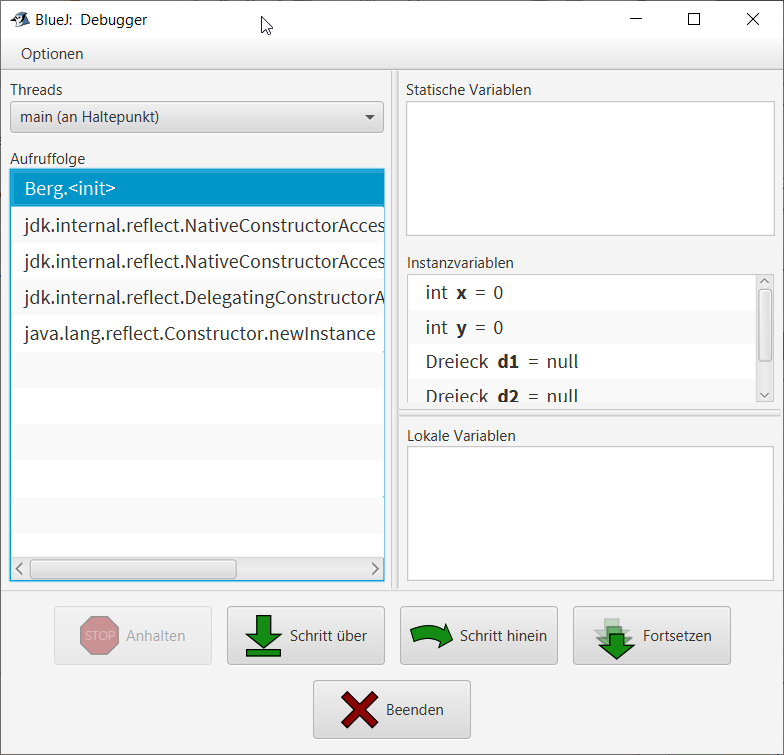 BlueJ: Debugger
Optionen
Threads
main (an Haltepunkt)
Aufruffolge
Berg.<init>
jdk.internal.reflect.NativeConstructorAcces
jdk.internal.reflect.NativeConstructorAcces
jdk.internal.reflect.DelegatingConstructorA
java.lang.reflect.Constructor.newInstance
Statische Variablen
Instanzvariablen
int x = 0
int y = 0
Dreieck d1 = null
Dreieck d2 = null
Lokale Variablen
STOP Anhalten
Schritt über
Schritt hinein
Fortsetzen
Beenden